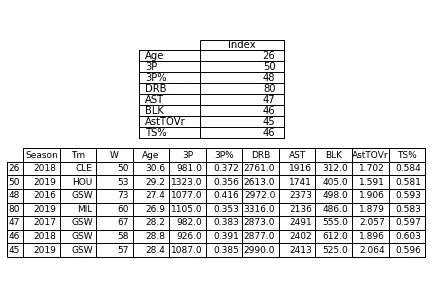 Index
Age 26
3P 50
3P% 48
DRB 80
AST 47
BLK 46
AstTOVr 45
TS% 46
Season Tm W Age 3P 3P% DRB AST BLK AstTOVr TS%
26 2018 CLE 50 30.6 981.0 0.372 2761.0 1916 312.0 1.702 0.584
50 2019 HOU 53 29.2 1323.0 0.356 2613.0 1741 405.0 1.591 0.581
48 2016 GSW 73 27.4 1077.0 0.416 2972.0 2373 498.0 1.906 0.593
80 2019 MIL 60 26.9 1105.0 0.353 3316.0 2136 486.0 1.879 0.583
47 2017 GSW 67 28.2 982.0 0.383 2873.0 2491 555.0 2.057 0.597
46 2018 GSW 58 28.8 926.0 0.391 2877.0 2402 612.0 1.896 0.603
45 2019 GSW 57 28.4 1087.0 0.385 2990.0 2413 525.0 2.064 0.596